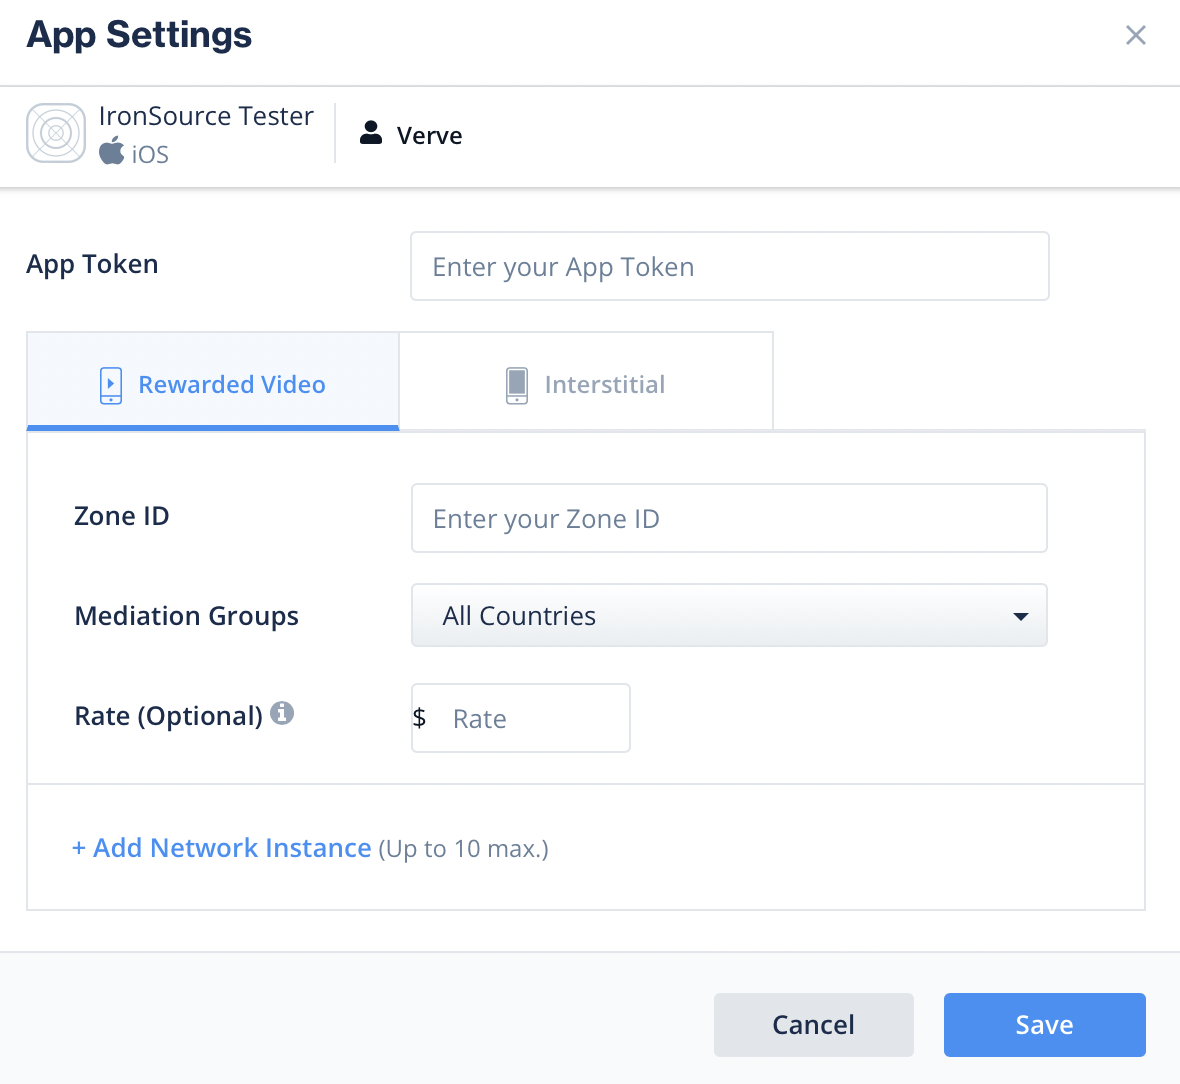 App Settings
IronSource Tester
iOS
Verve
App Token
Enter your App Token
Rewarded Video
Interstitial
Zone ID
Enter your Zone ID
Mediation Groups
All Countries
Rate (Optional)
$ Rate
+ Add Network Instance (Up to 10 max.)
Cancel
Save